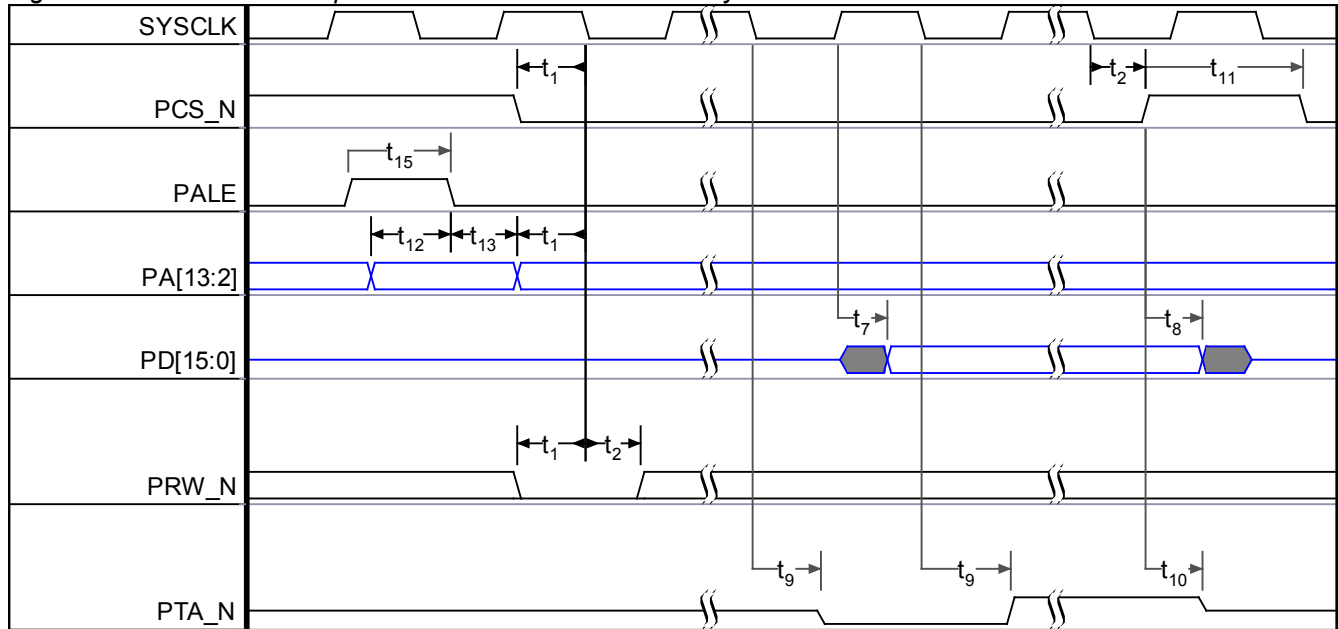 SYSCLK
t1 t2 t11
PCS_N
t15
PALE
t12 t13 t1
PA[13:2]
t7 t8
PD[15:0]
t1 t2
PRW_N
t9 t9 t10
PTA_N